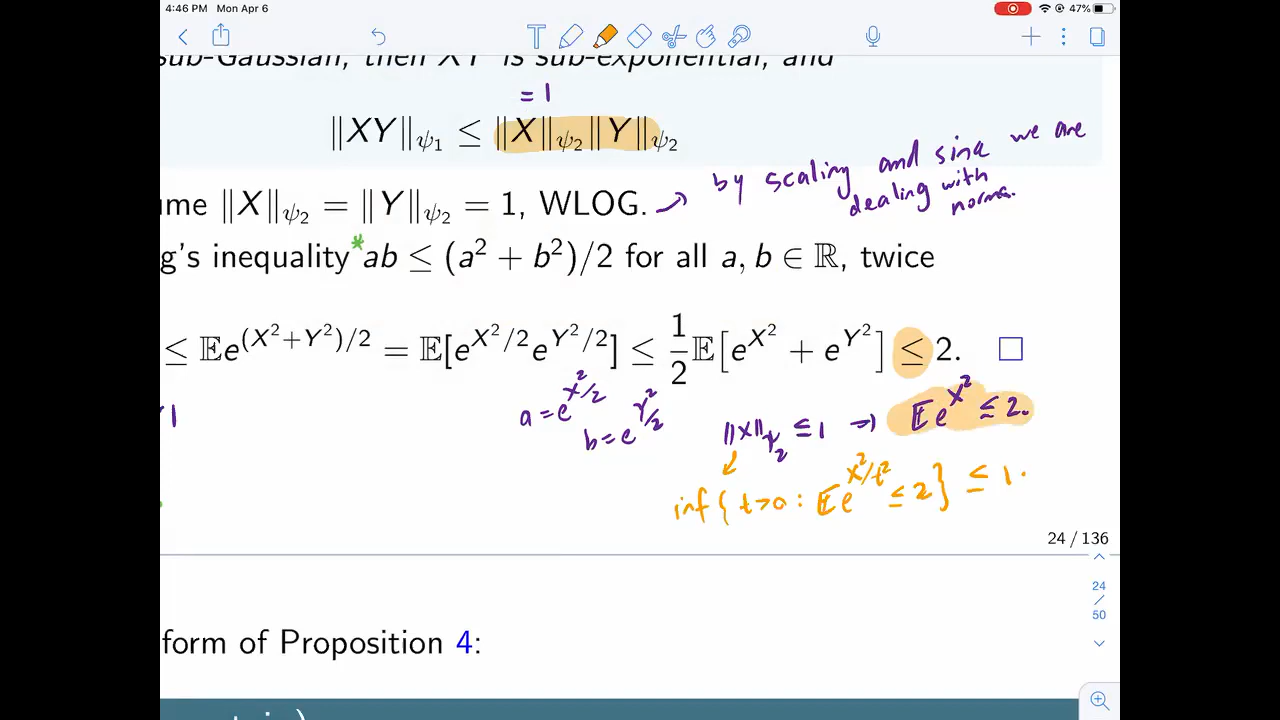 4:46 PM Mon Apr 6
47%
sub-Gaussian, then XY is sub-exponential, and
= 1
‖XY‖ψ₁ ≤ ‖X‖ψ₂‖Y‖ψ₂
by scaling and since we are
dealing with
norms.
ume ‖X‖ψ₂ = ‖Y‖ψ₂ = 1, WLOG. →
g's inequality * ab ≤ (a² + b²)/2 for all a, b ∈ ℝ, twice
≤ 𝔼e^{(X²+Y²)/2} = 𝔼[e^{X²/2}e^{Y²/2}] ≤ 1/2 𝔼[e^{X²} + e^{Y²}] ≤ 2. □
a = e^{X²/2}
b = e^{Y²/2}
‖X‖ψ₂ ≤ 1 → 𝔼e^{X²} ≤ 2.
inf{t>0 : 𝔼e^{X²/t²} ≤ 2} ≤ 1.
24 / 136
24
/
50
form of Proposition 4: